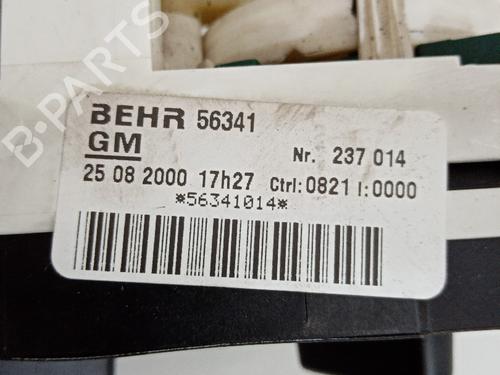 BEHR 56341
GM Nr. 237 014
25 08 2000 17h27 Ctrl:0821 I:0000
*56341014*
B-PARTS